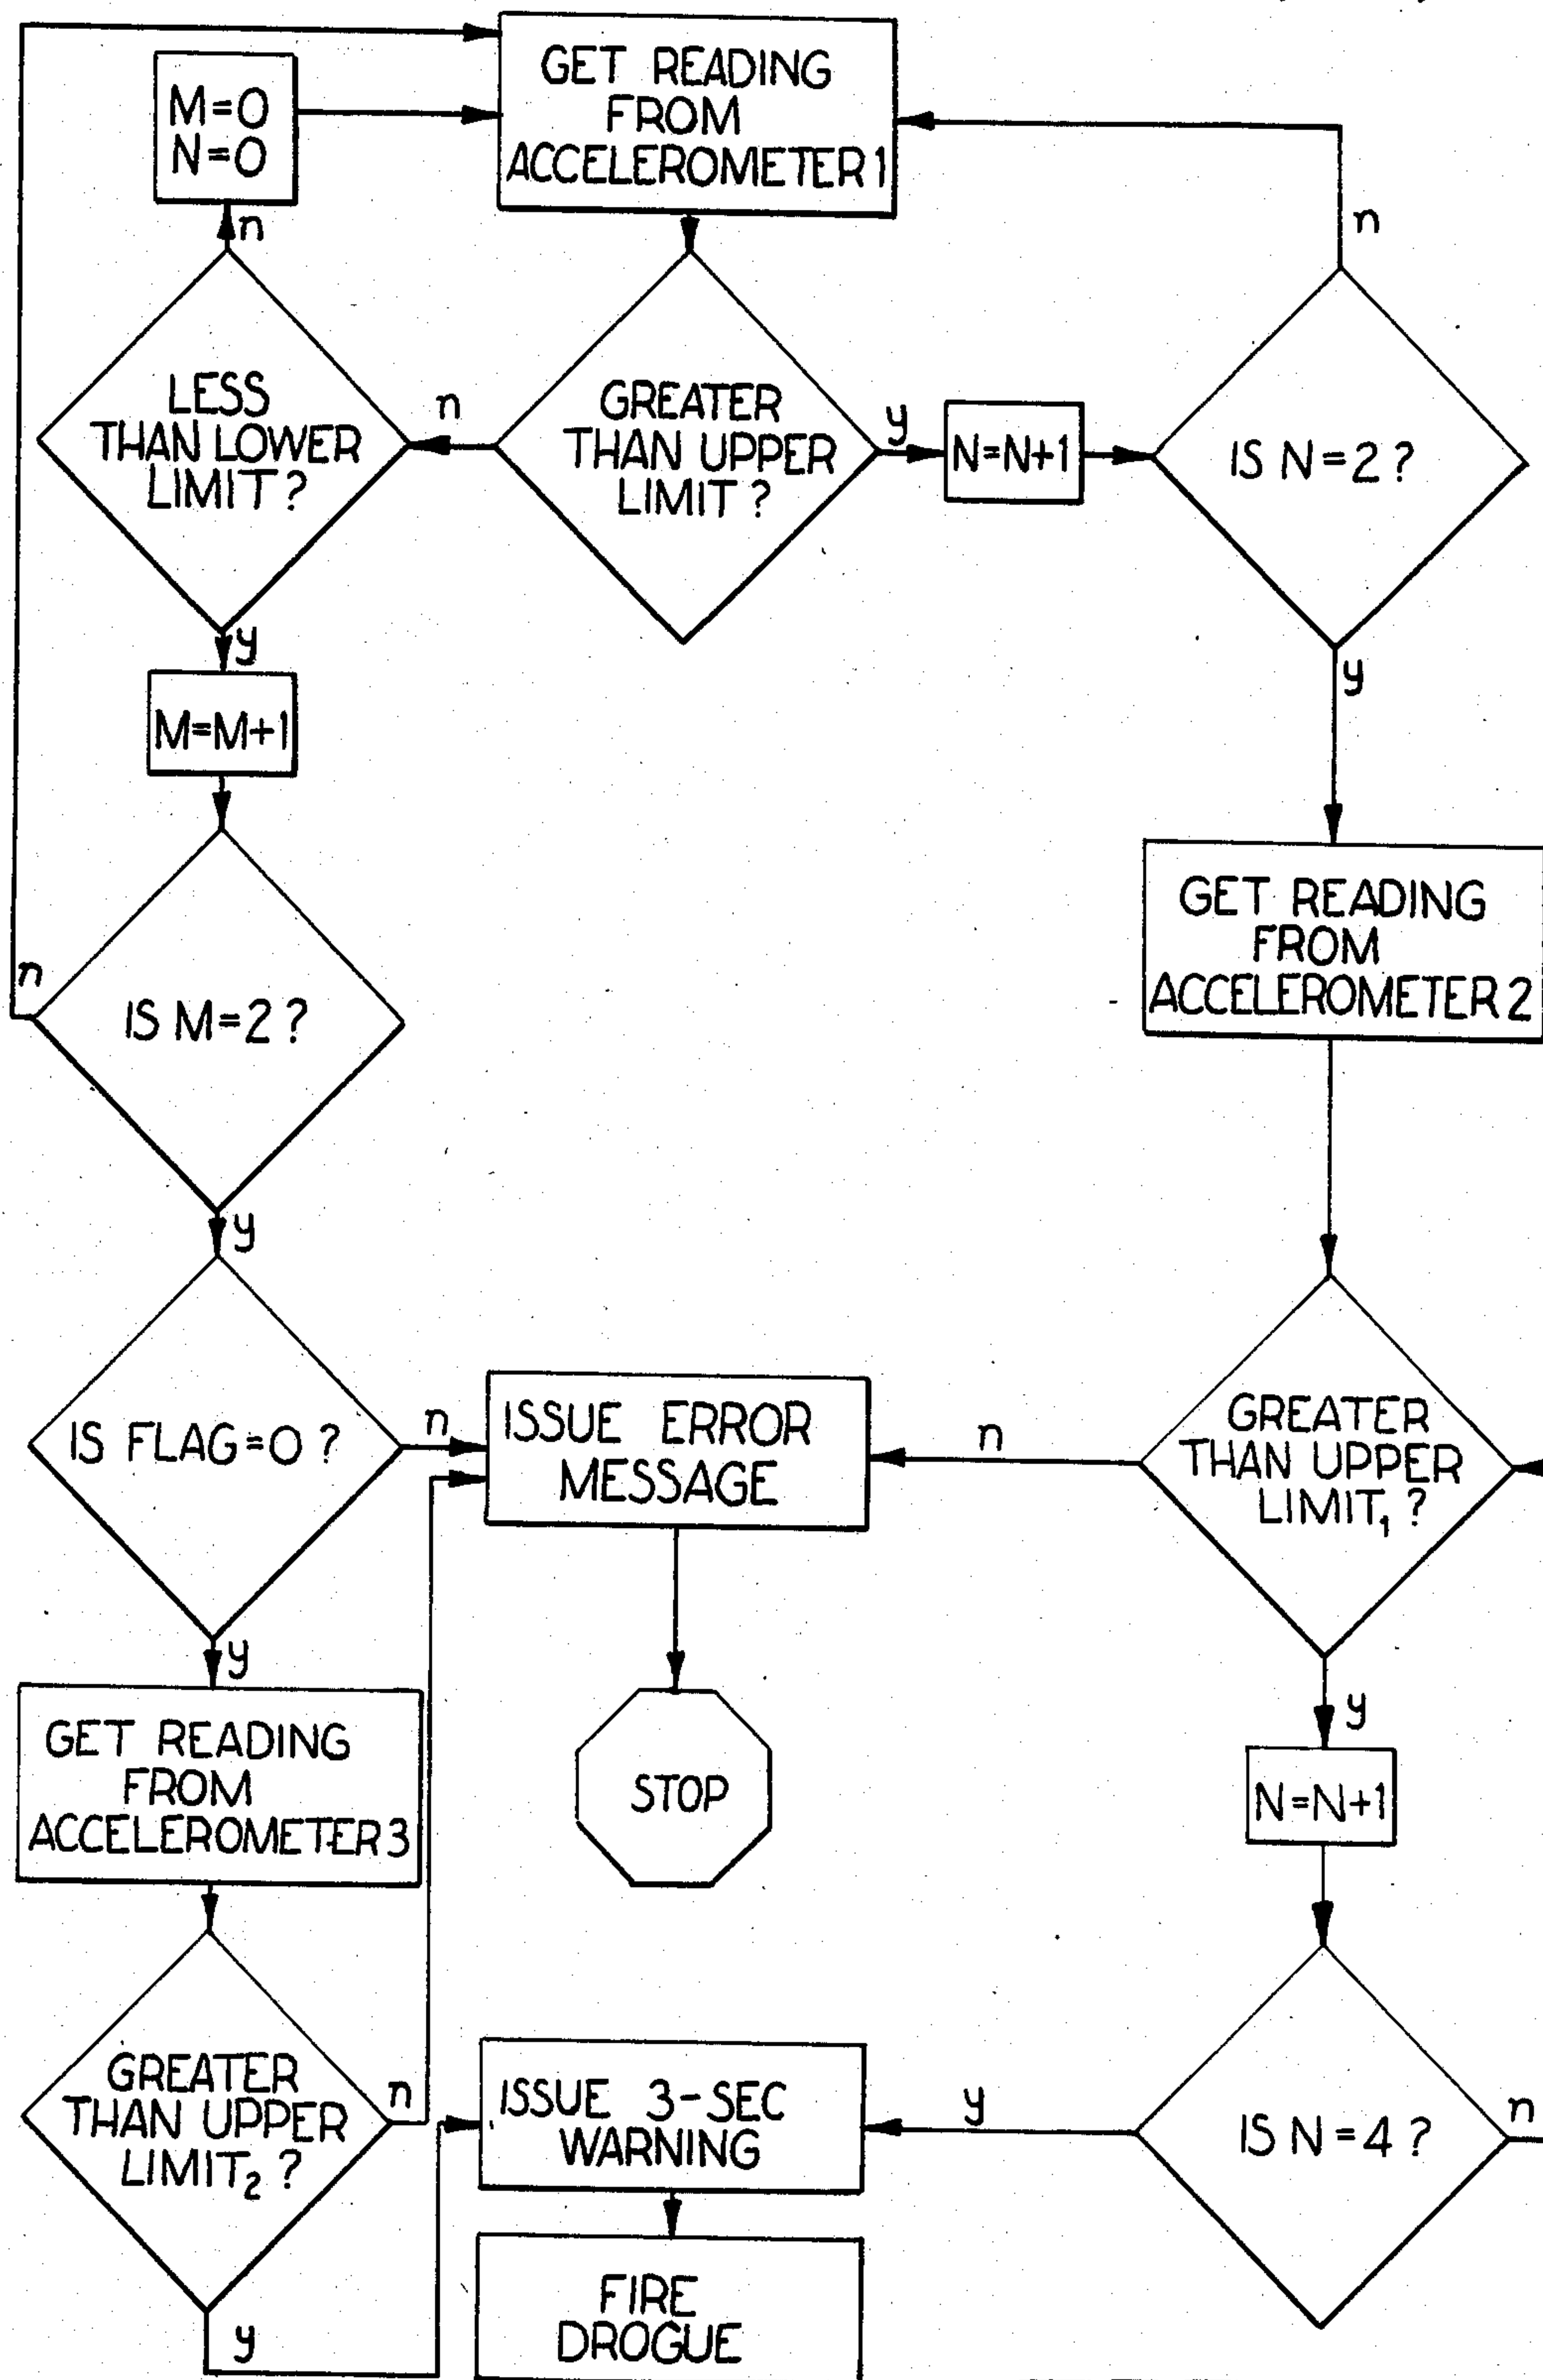 GET READING
FROM
ACCELEROMETER 1
M=0
N=0
n
n
LESS
THAN LOWER
LIMIT?
n
GREATER
THAN UPPER
LIMIT?
y
N=N+1
IS N=2?
y
M=M+1
y
GET READING
FROM
ACCELEROMETER 2
n
IS M=2?
y
IS FLAG=0?
n
ISSUE ERROR
MESSAGE
n
GREATER
THAN UPPER
LIMIT₁?
y
GET READING
FROM
ACCELEROMETER 3
STOP
y
N=N+1
GREATER
THAN UPPER
LIMIT₂?
n
ISSUE 3-SEC
WARNING
y
IS N=4?
n
y
FIRE
DROGUE